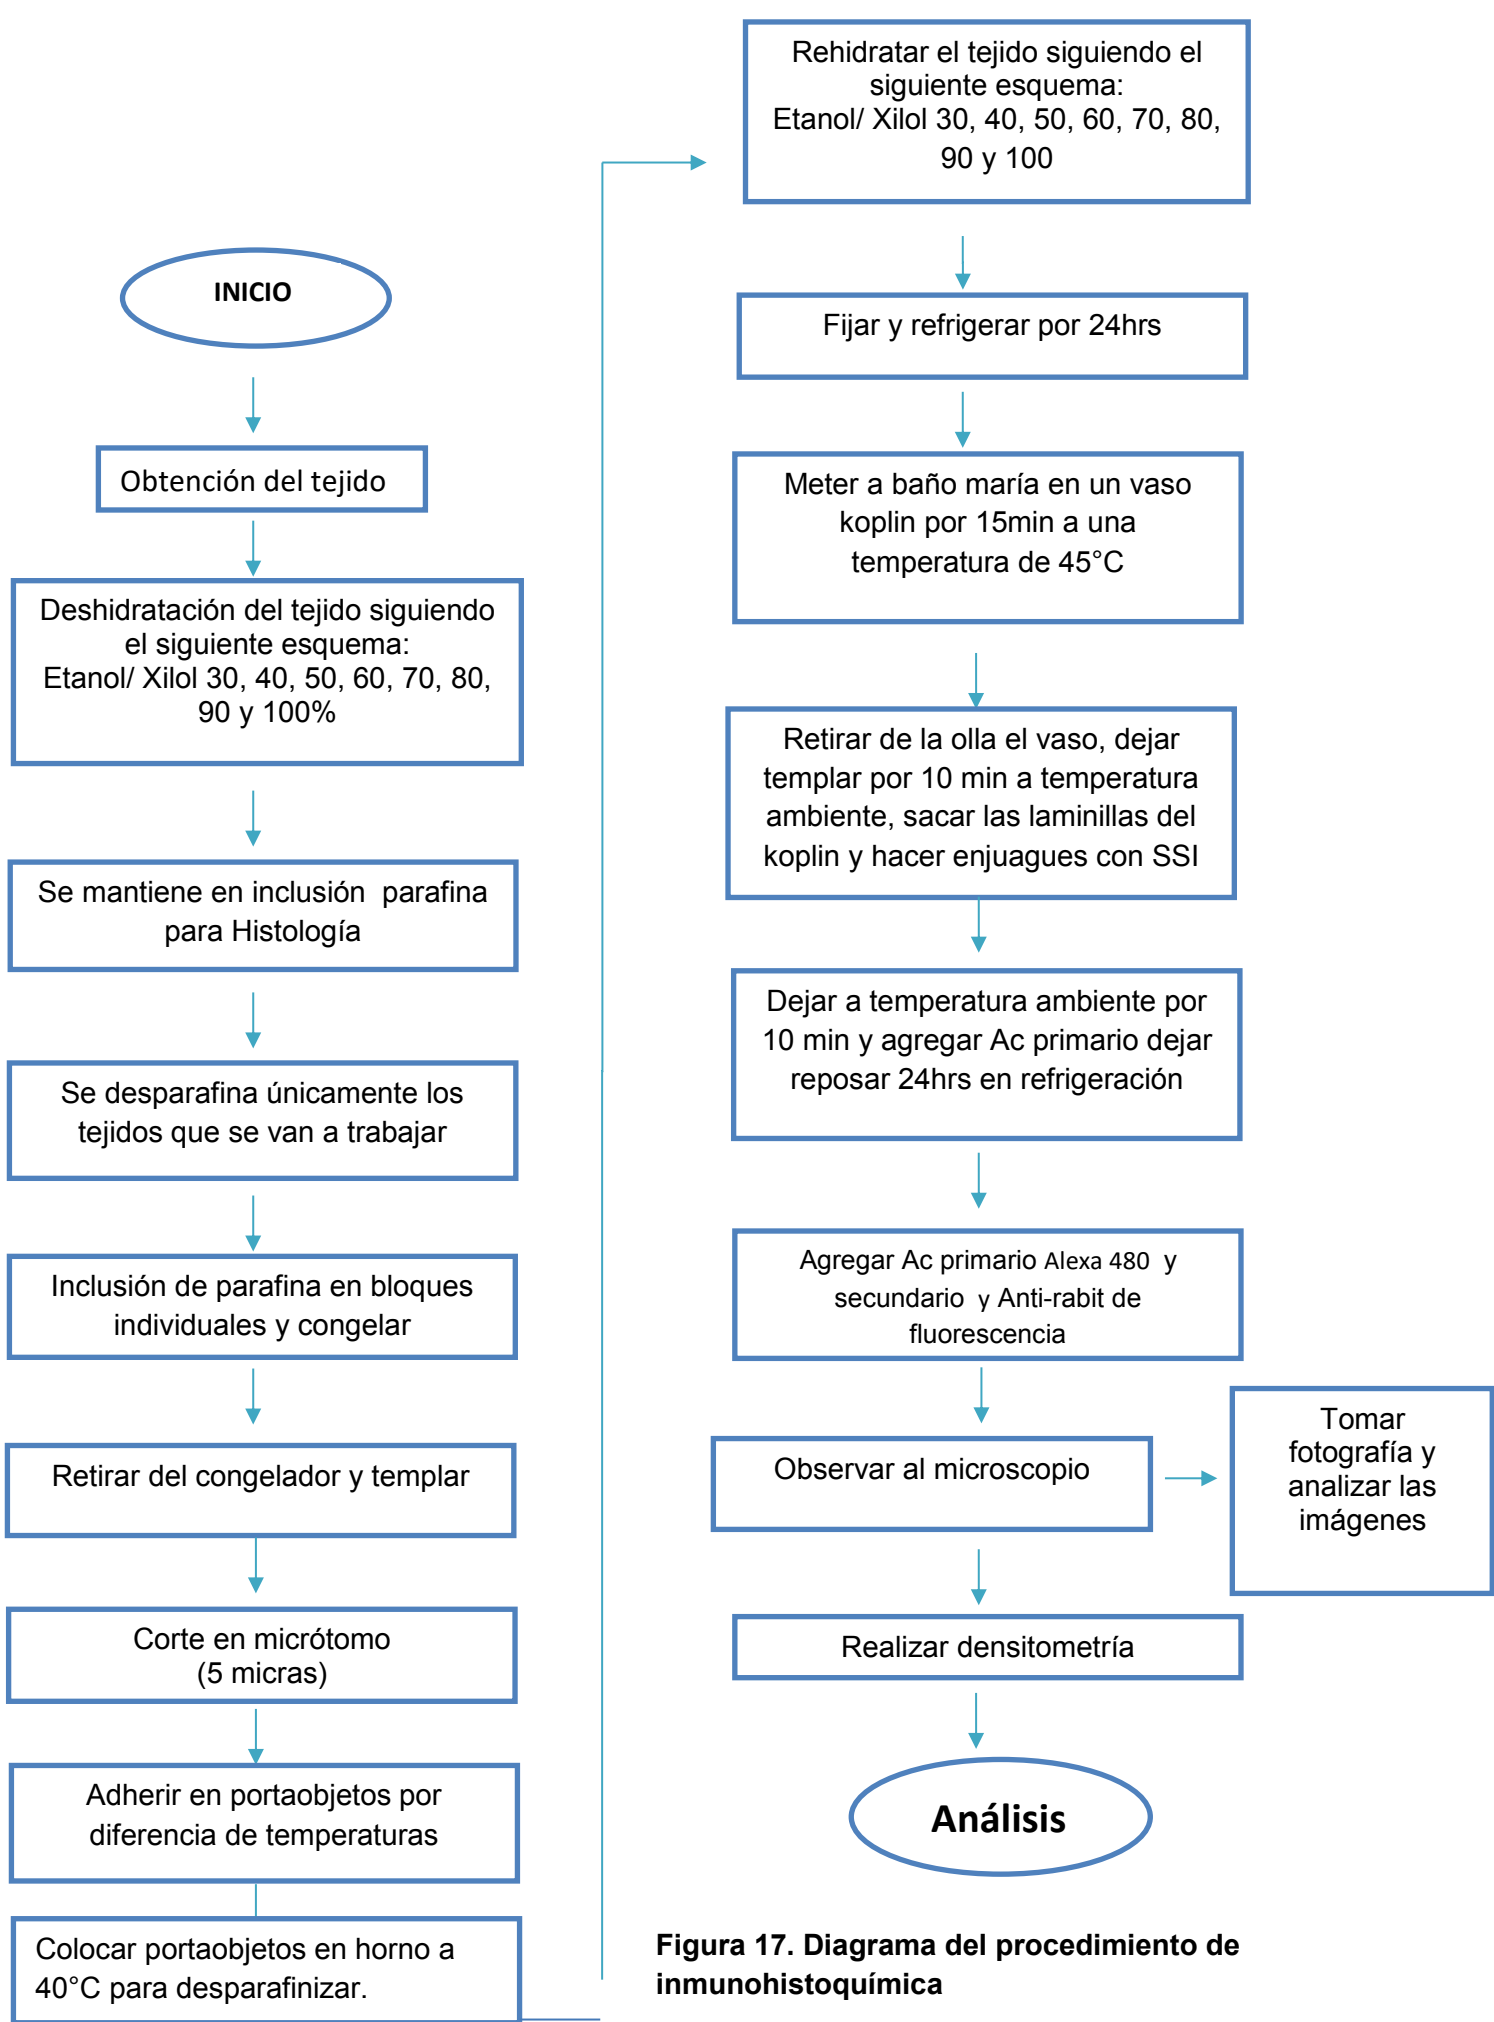 INICIO
Obtención del tejido
Deshidratación del tejido siguiendo
el siguiente esquema:
Etanol/ Xilol 30, 40, 50, 60, 70, 80,
90 y 100%
Se mantiene en inclusión  parafina
para Histología
Se desparafina únicamente los
tejidos que se van a trabajar
Inclusión de parafina en bloques
individuales y congelar
Retirar del congelador y templar
Corte en micrótomo
(5 micras)
Adherir en portaobjetos por
diferencia de temperaturas
Colocar portaobjetos en horno a
40°C para desparafinizar.
Rehidratar el tejido siguiendo el
siguiente esquema:
Etanol/ Xilol 30, 40, 50, 60, 70, 80,
90 y 100
Fijar y refrigerar por 24hrs
Meter a baño maría en un vaso
koplin por 15min a una
temperatura de 45°C
Retirar de la olla el vaso, dejar
templar por 10 min a temperatura
ambiente, sacar las laminillas del
koplin y hacer enjuagues con SSI
Dejar a temperatura ambiente por
10 min y agregar Ac primario dejar
reposar 24hrs en refrigeración
Agregar Ac primario Alexa 480  y
secundario  y Anti-rabit de
fluorescencia
Observar al microscopio
Tomar
fotografía y
analizar las
imágenes
Realizar densitometría
Análisis
Figura 17. Diagrama del procedimiento de
inmunohistoquímica